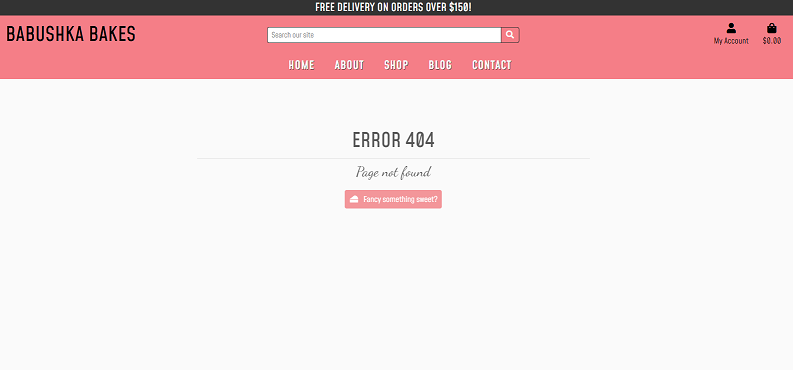 FREE DELIVERY ON ORDERS OVER $150!
BABUSHKA BAKES
Search our site
My Account
$0.00
HOME ABOUT SHOP BLOG CONTACT
ERROR 404
Page not found
Fancy something sweet?